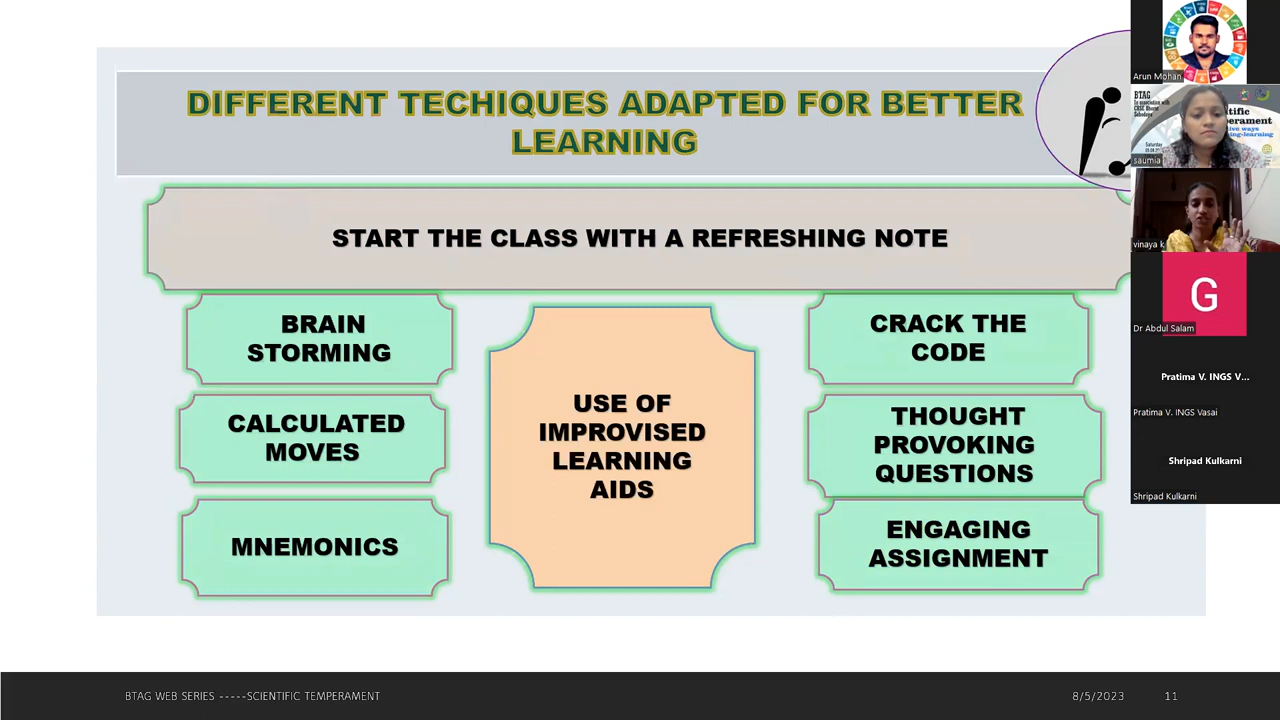 DIFFERENT TECHIQUES ADAPTED FOR BETTER
LEARNING
START THE CLASS WITH A REFRESHING NOTE
BRAIN
STORMING
CALCULATED
MOVES
MNEMONICS
USE OF
IMPROVISED
LEARNING
AIDS
CRACK THE
CODE
THOUGHT
PROVOKING
QUESTIONS
ENGAGING
ASSIGNMENT
BTAG WEB SERIES -----SCIENTIFIC TEMPERAMENT
8/5/2023
11
Arun Mohan
BTAG
saumia
vinaya k
G
Dr Abdul Salam
Pratima V. INGS V...
Pratima V. INGS Vasai
Shripad Kulkarni
Shripad Kulkarni